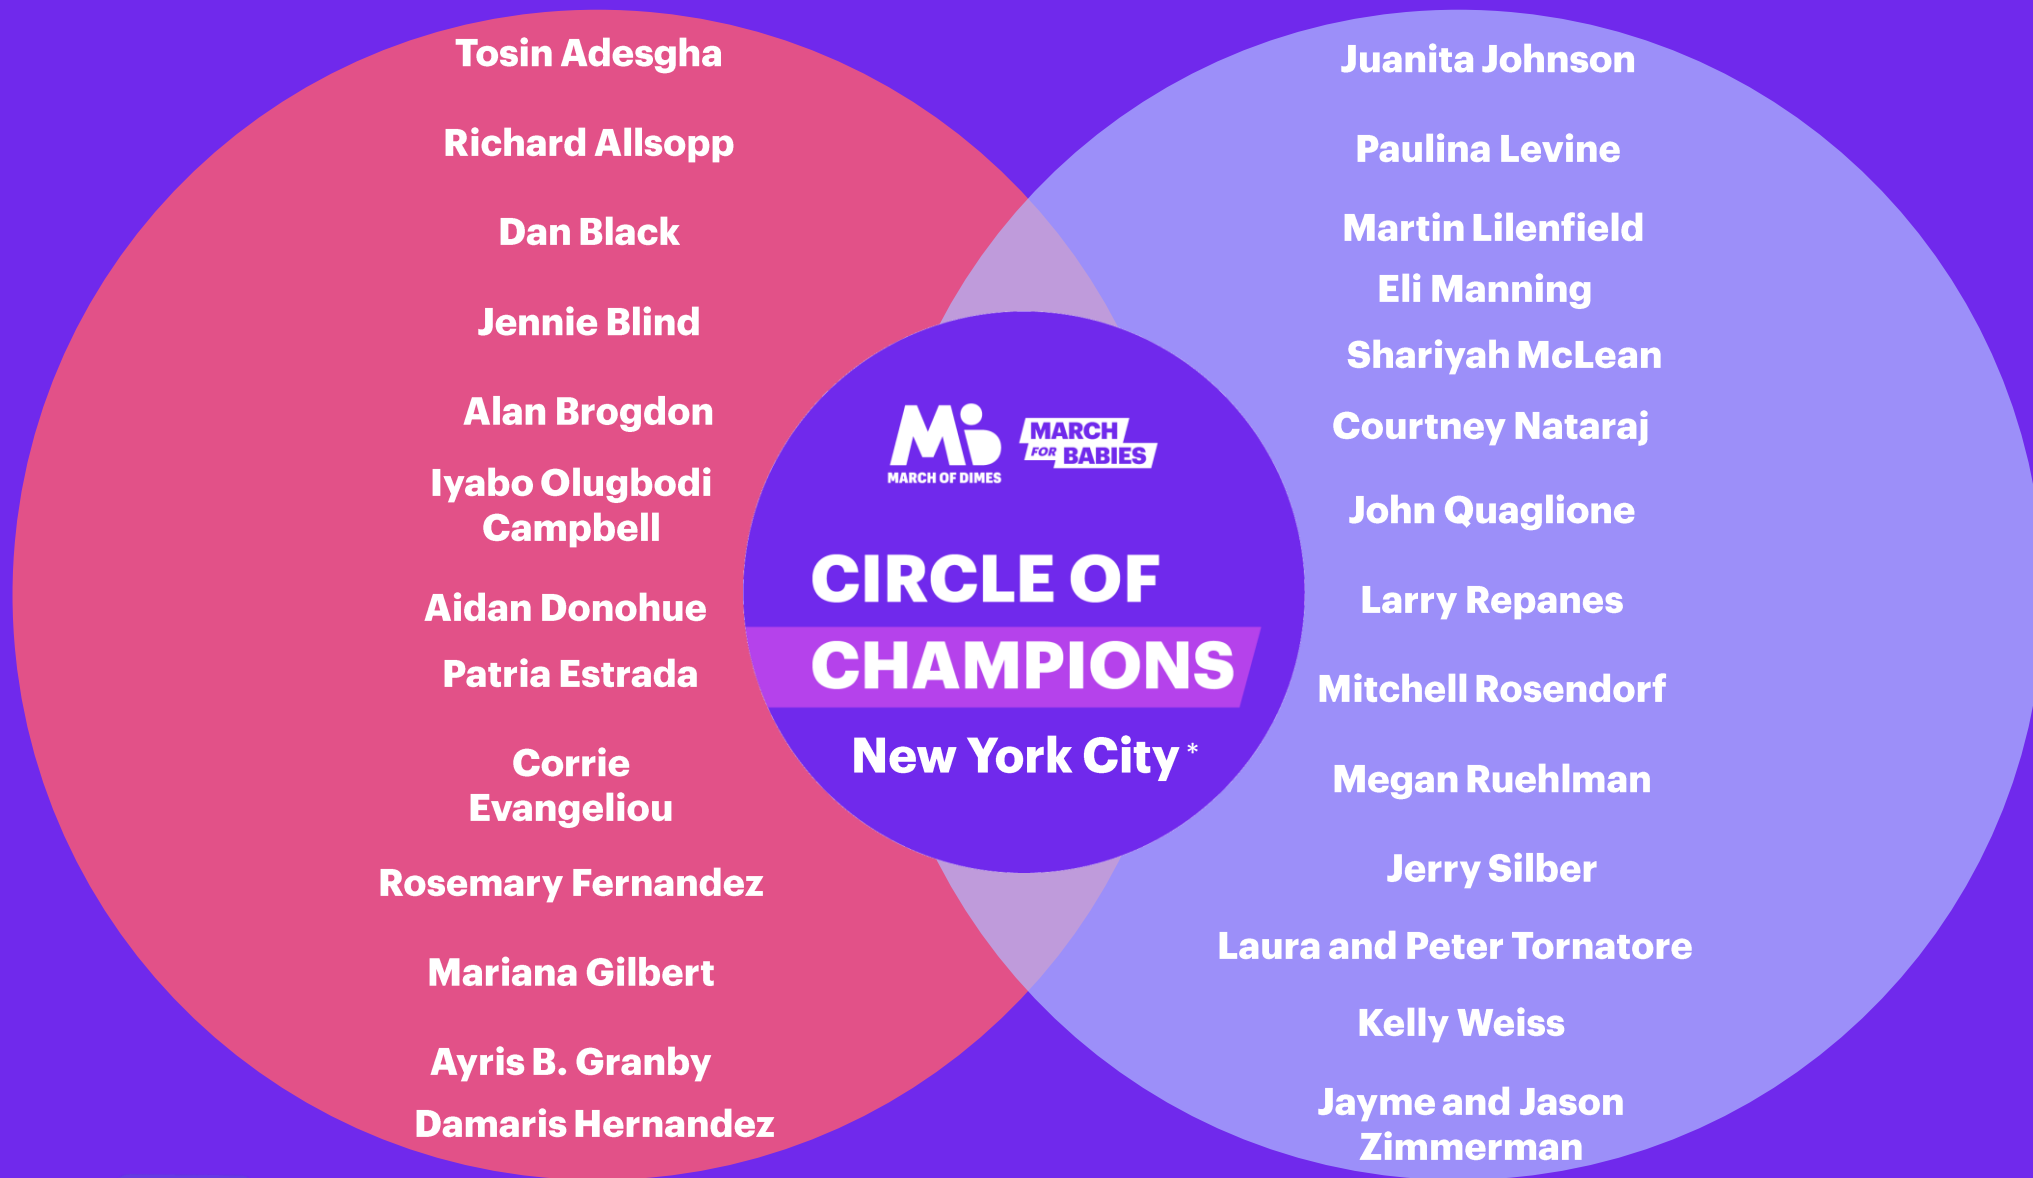 Tosin Adesgha
Richard Allsopp
Dan Black
Jennie Blind
Alan Brogdon
Iyabo Olugbodi
Campbell
Aidan Donohue
Patria Estrada
Corrie
Evangeliou
Rosemary Fernandez
Mariana Gilbert
Ayris B. Granby
Damaris Hernandez
MARCH OF DIMES
MARCH
FOR BABIES
CIRCLE OF
CHAMPIONS
New York City*
Juanita Johnson
Paulina Levine
Martin Lilenfield
Eli Manning
Shariyah McLean
Courtney Nataraj
John Quaglione
Larry Repanes
Mitchell Rosendorf
Megan Ruehlman
Jerry Silber
Laura and Peter Tornatore
Kelly Weiss
Jayme and Jason
Zimmerman